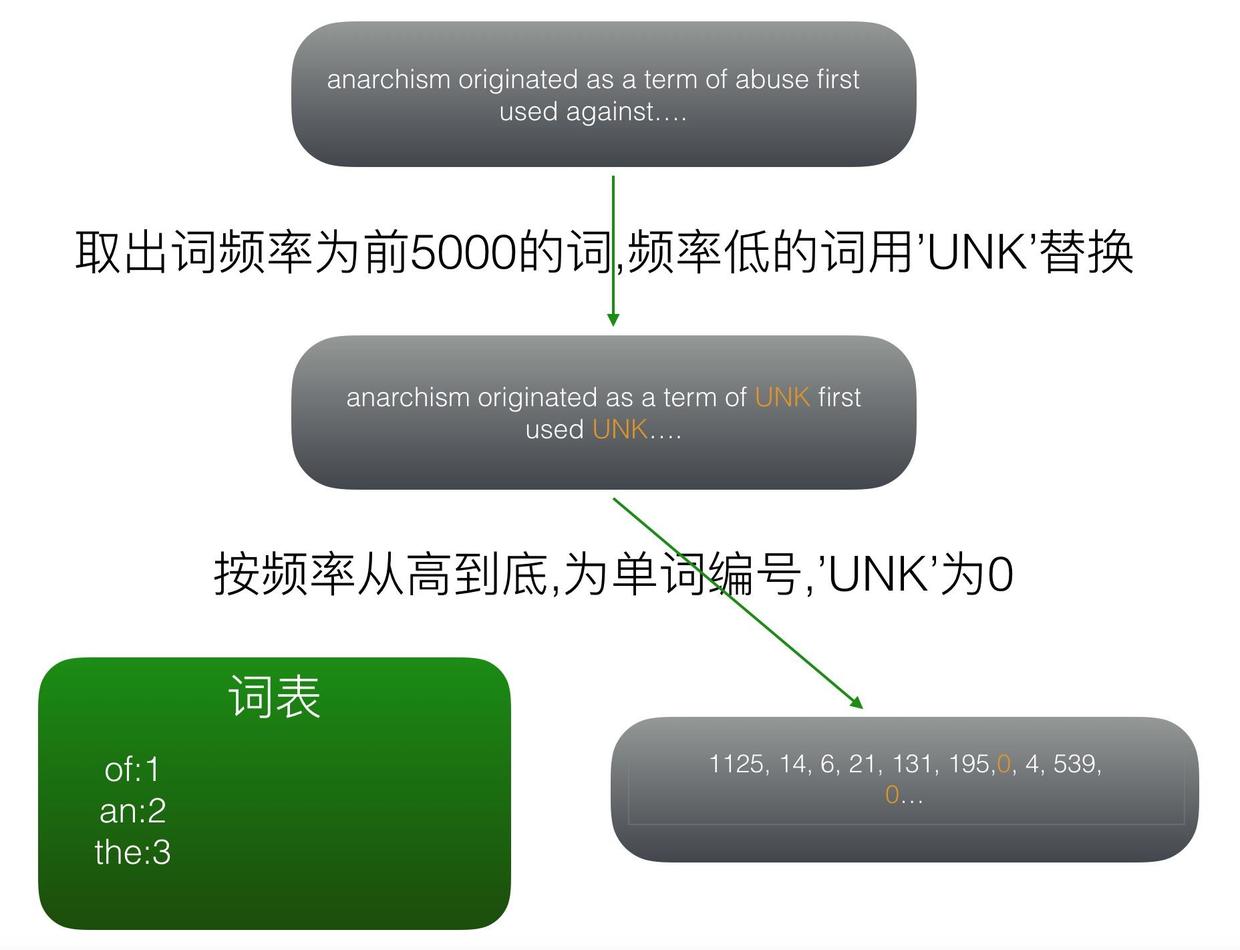 anarchism originated as a term of abuse first
used against....
取出词频率为前5000的词,频率低的词用’UNK’替换
anarchism originated as a term of UNK first
used UNK....
按频率从高到底,为单词编号,’UNK’为0
词表
of:1
an:2
the:3
1125, 14, 6, 21, 131, 195,0, 4, 539,
0...